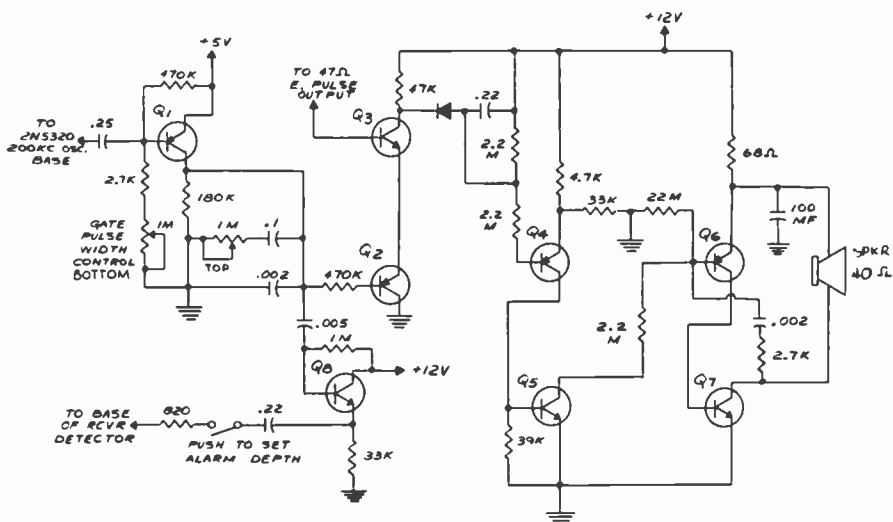 +12V
+5V
470K
TO 47Ω
E. PULSE
OUTPUT
Q1
Q3
47K
.22
TO
2N5320
200KC OSC.
BASE
.25
2.2
M
68Ω
2.7K
180K
4.7K
33K
22M
GATE
PULSE
WIDTH
CONTROL
BOTTOM
1M
1M
.1
TOP
2.2
M
Q4
Q6
100
MF
SPKR
40Ω
.002
470K
Q2
.005
1M
2.2
M
.002
2.7K
Q8
+12V
Q5
Q7
TO BASE
OF RCVR
DETECTOR
820
.22
PUSH TO SET
ALARM DEPTH
33K
39K